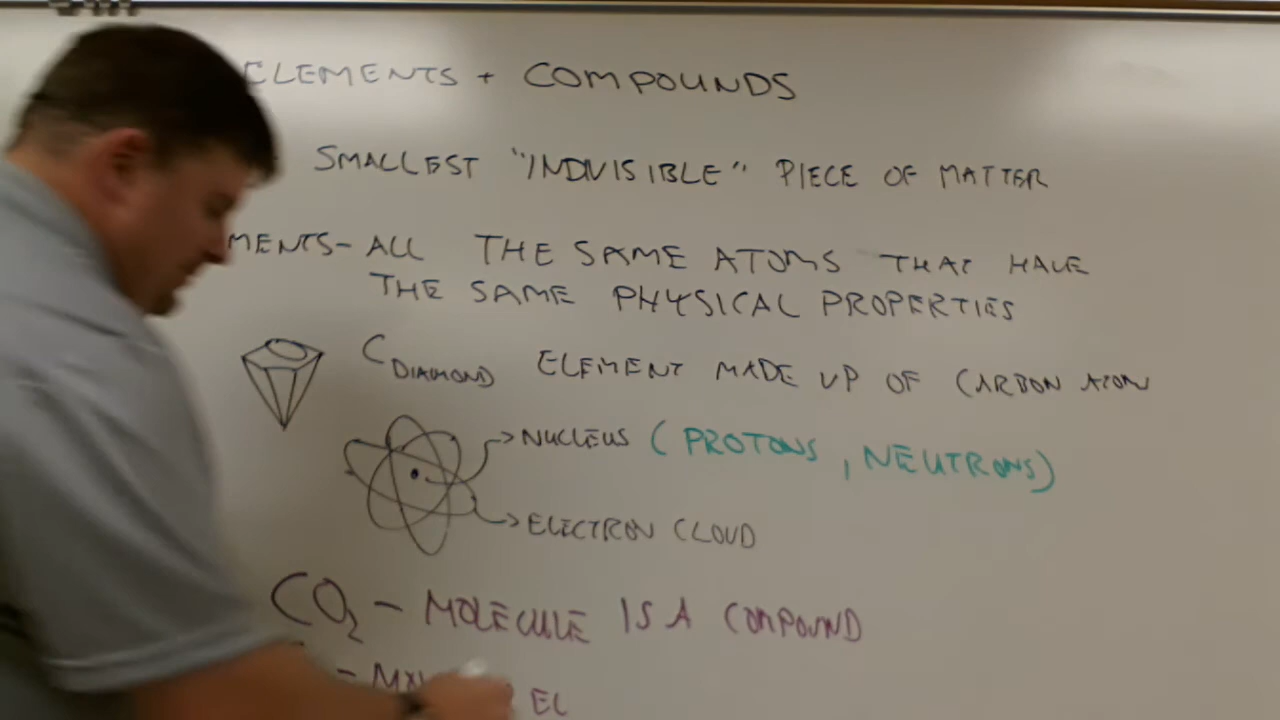 ELEMENTS + COMPOUNDS
SMALLEST "INDIVISIBLE" PIECE OF MATTER
MENTS - ALL THE SAME ATOMS THAT HAVE
THE SAME PHYSICAL PROPERTIES
C DIAMOND ELEMENT MADE UP OF CARBON ATOM
NUCLEUS (PROTONS, NEUTRONS)
ELECTRON CLOUD
CO2 - MOLECULE IS A COMPOUND
- EL